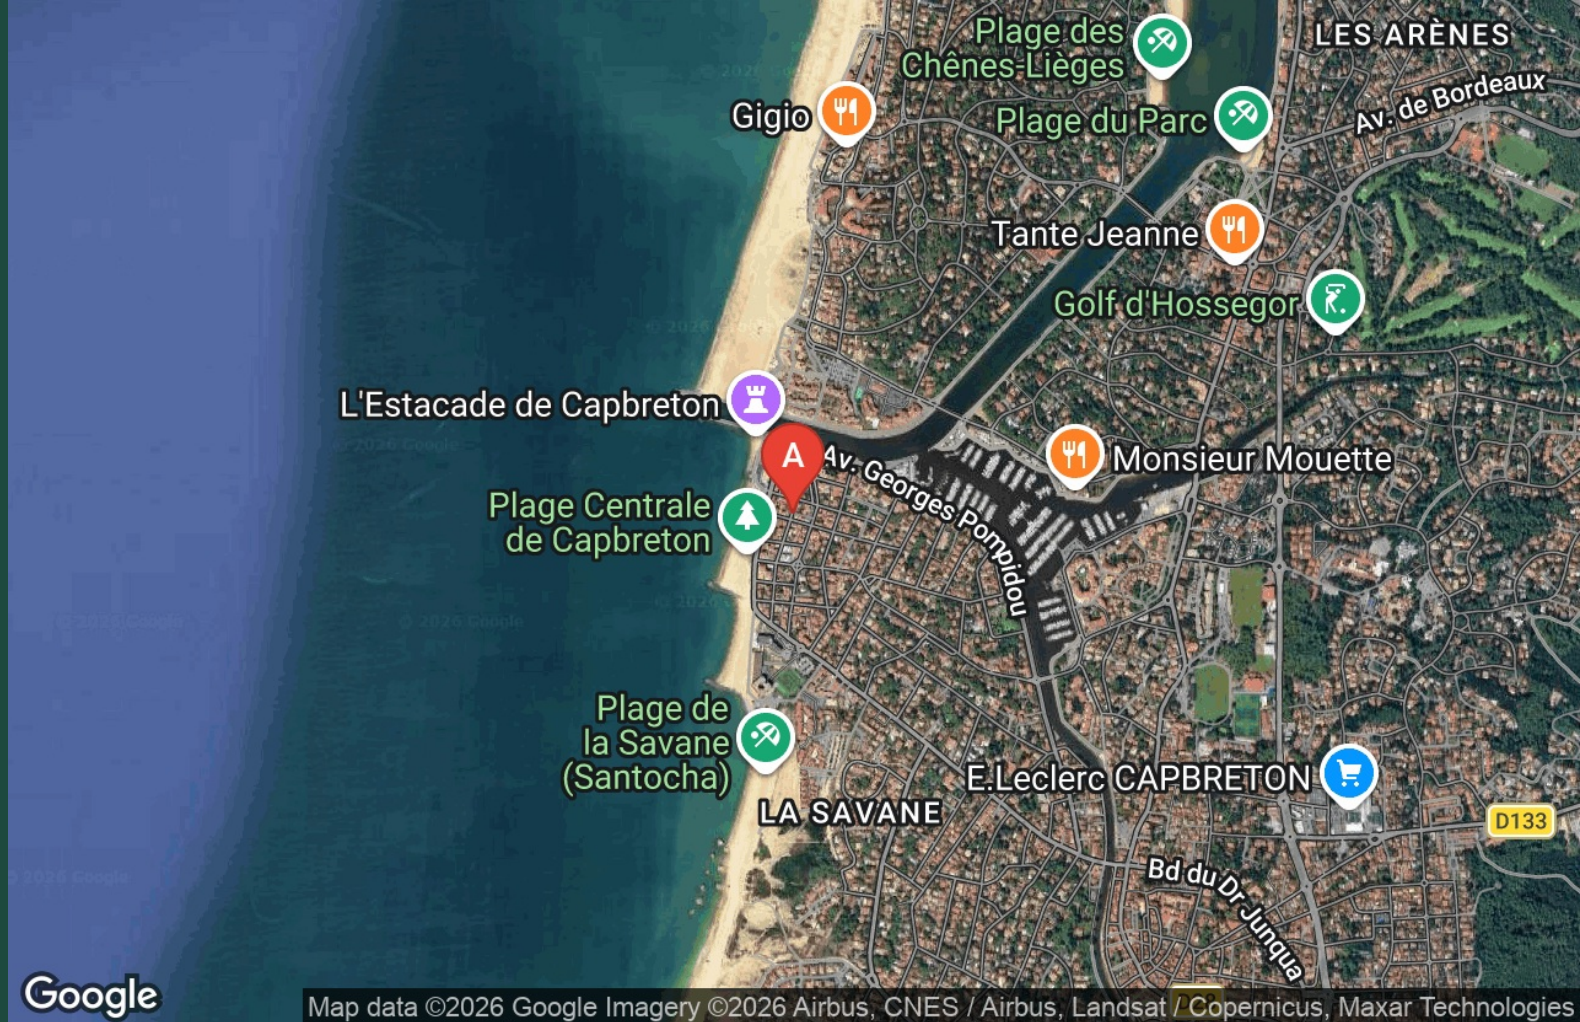 Plage des
Chênes-Lièges
LES ARÈNES
Av. de Bordeaux
Gigio
Plage du Parc
Tante Jeanne
Golf d'Hossegor
L'Estacade de Capbreton
A
Av. Georges Pompidou
Monsieur Mouette
Plage Centrale
de Capbreton
Plage de
la Savane
(Santocha)
E.Leclerc CAPBRETON
LA SAVANE
D133
Bd du Dr Junqua
Google
Map data ©2026 Google Imagery ©2026 Airbus, CNES / Airbus, Landsat / Copernicus, Maxar Technologies